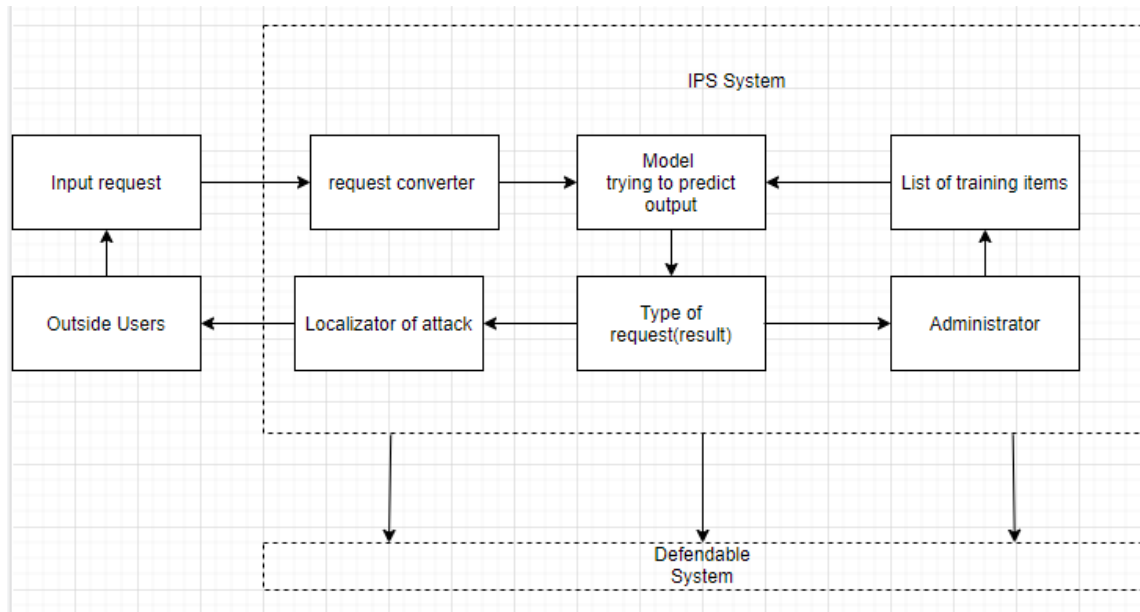 IPS System
Input request
request converter
Model
trying to predict
output
List of training items
Outside Users
Localizator of attack
Type of
request(result)
Administrator
Defendable
System